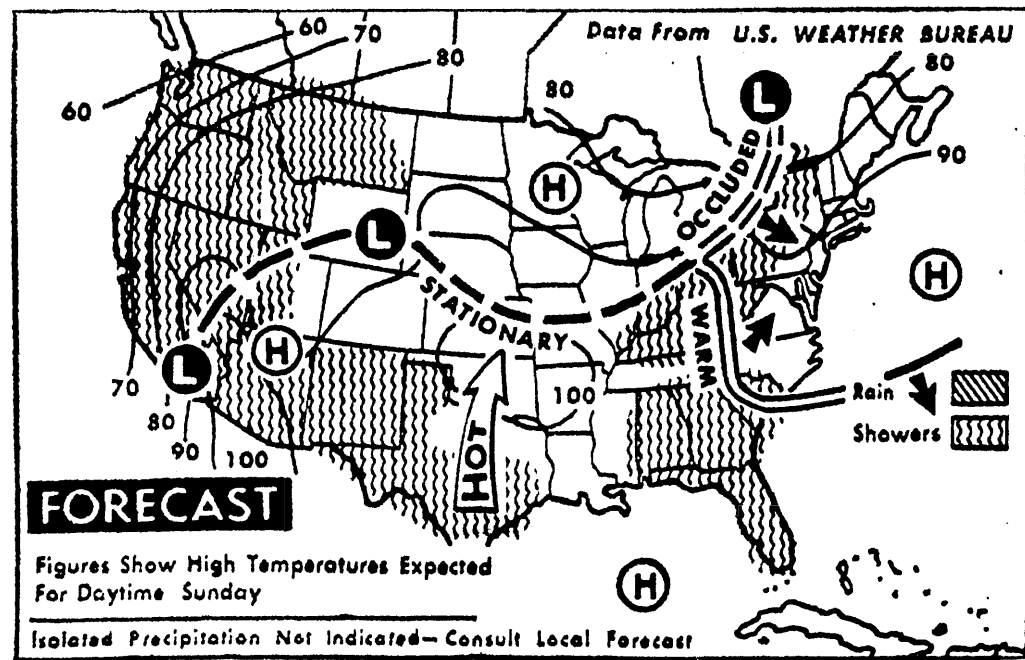 Data From U.S. WEATHER BUREAU
60
70
80
60
80
80
90
L
H
OCCLUDED
L
STATIONARY
H
H
L
WARM
70
80
90
100
HOT
100
Rain
Showers
FORECAST
Figures Show High Temperatures Expected
For Daytime Sunday
H
Isolated Precipitation Not Indicated—Consult Local Forecast